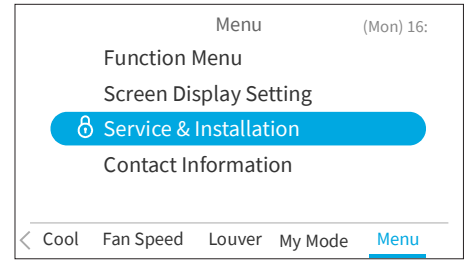 Menu (Mon) 16:
Function Menu
Screen Display Setting
Service & Installation
Contact Information
Cool Fan Speed Louver My Mode Menu